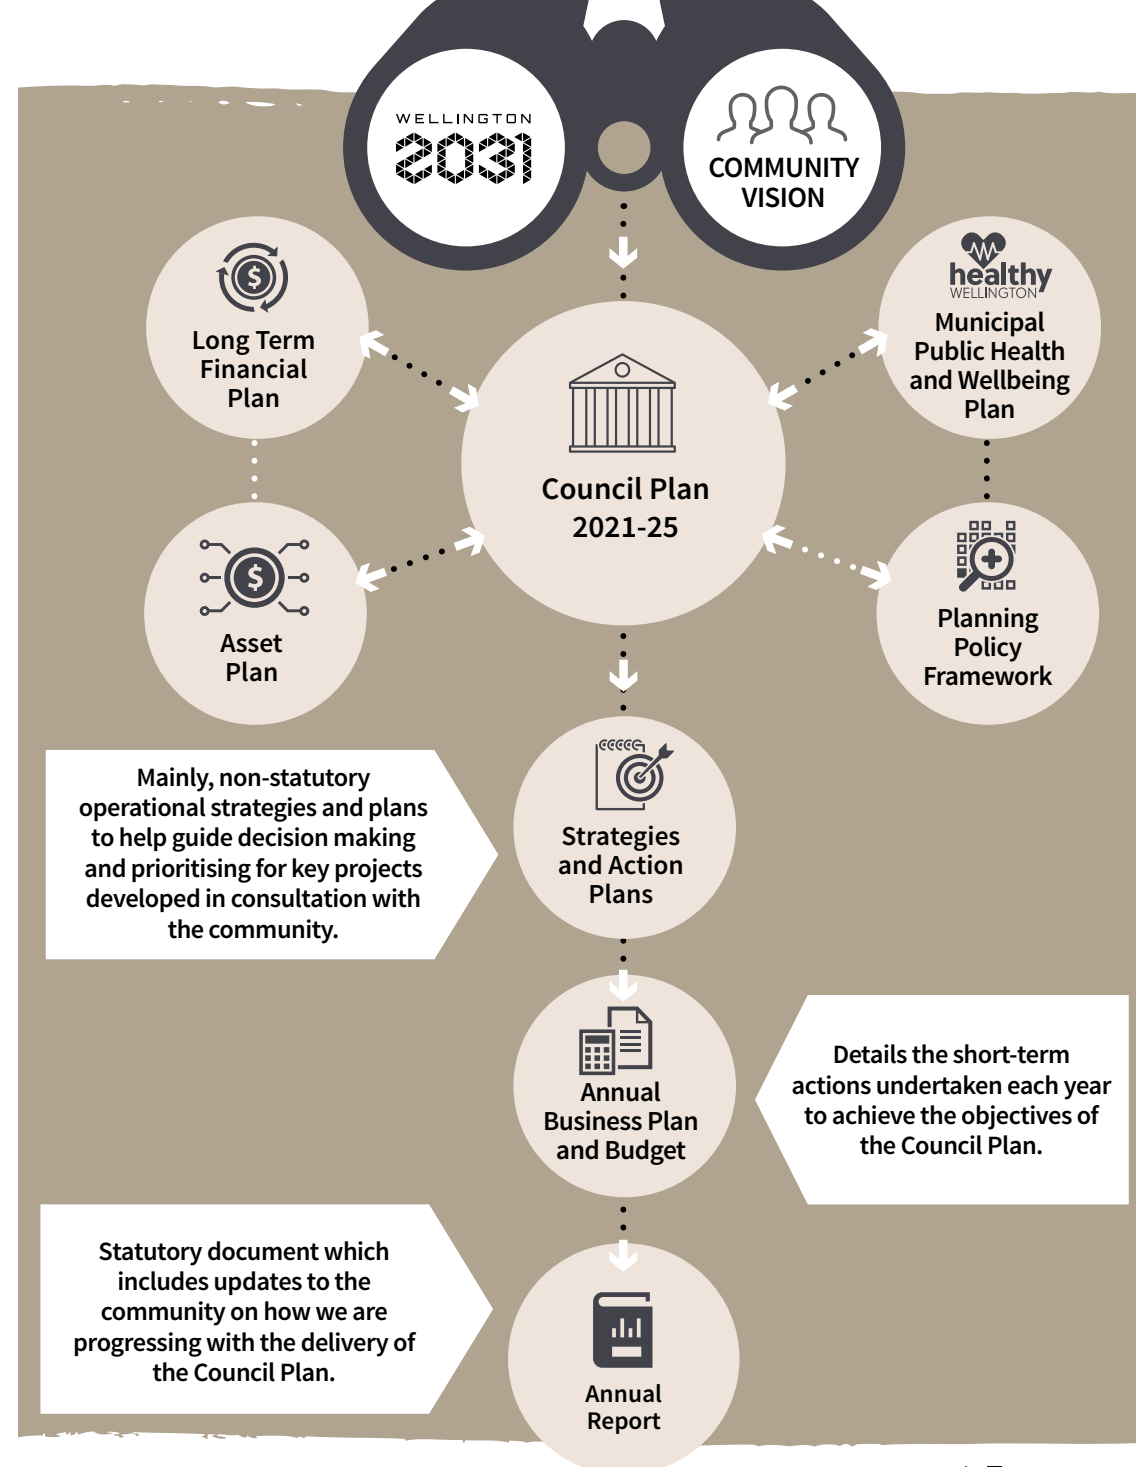 WELLINGTON
2031
COMMUNITY
VISION
Long Term
Financial
Plan
healthy
WELLINGTON
Municipal
Public Health
and Wellbeing
Plan
Council Plan
2021-25
Asset
Plan
Planning
Policy
Framework
Mainly, non-statutory
operational strategies and plans
to help guide decision making
and prioritising for key projects
developed in consultation with
the community.
Strategies
and Action
Plans
Annual
Business Plan
and Budget
Details the short-term
actions undertaken each year
to achieve the objectives of
the Council Plan.
Statutory document which
includes updates to the
community on how we are
progressing with the delivery of
the Council Plan.
Annual
Report